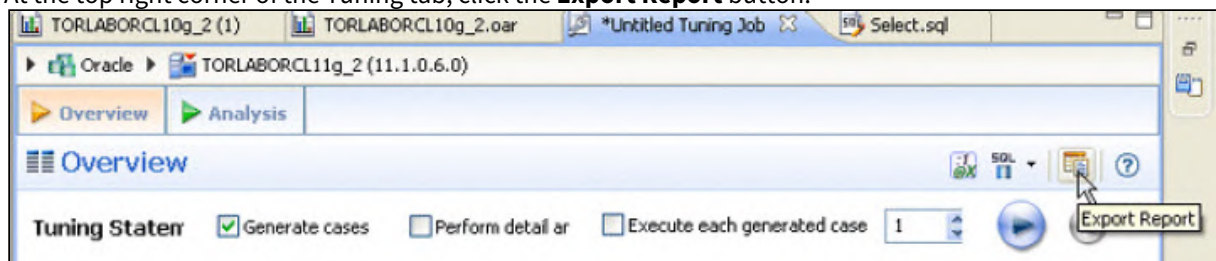 At the top right corner of the Tuning tab, click the Export Report button.
TORLABORCL10g_2 (1) TORLABORCL10g_2.oar *Untitled Tuning Job Select.sql
Oracle TORLABORCL11g_2 (11.1.0.6.0)
Overview Analysis
Overview SQL
Tuning Statem Generate cases Perform detail ar Execute each generated case 1
Export Report